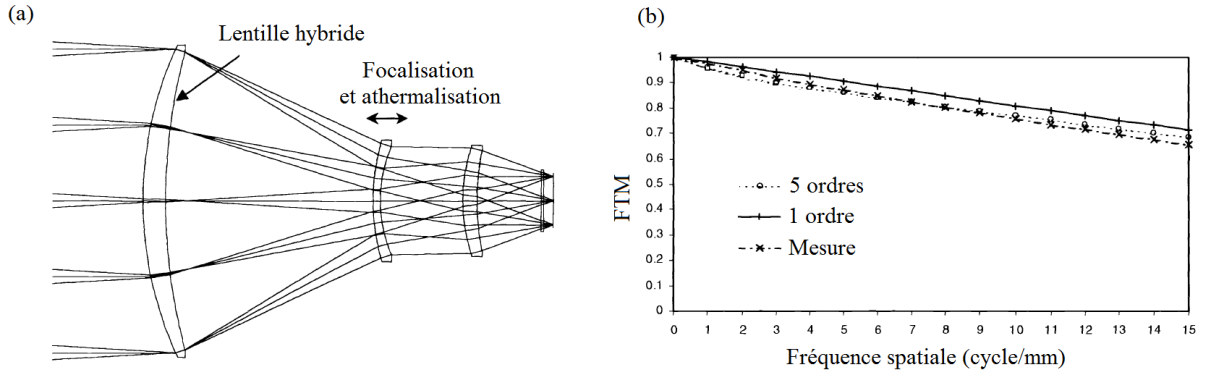 (a)
Lentille hybride
Focalisation
et athermalisation
(b)
1
0.9
0.8
0.7
0.6
0.5
0.4
0.3
0.2
0.1
0
FTM
5 ordres
1 ordre
Mesure
0 1 2 3 4 5 6 7 8 9 10 11 12 13 14 15
Fréquence spatiale (cycle/mm)